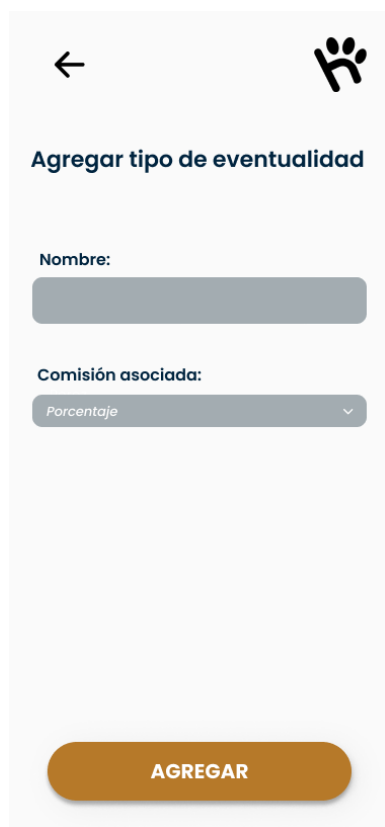 Agregar tipo de eventualidad
Nombre:
Comisión asociada:
Porcentaje
AGREGAR